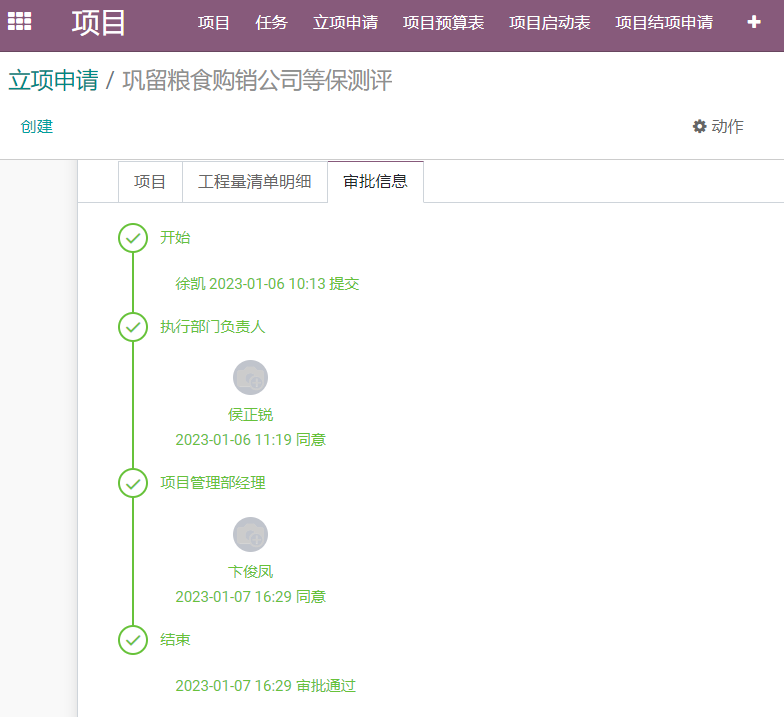 项目 项目 任务 立项申请 项目预算表 项目启动表 项目结项申请
立项申请 / 巩留粮食购销公司等保测评
创建 动作
项目 工程量清单明细 审批信息
开始
徐凯 2023-01-06 10:13 提交
执行部门负责人
侯正锐
2023-01-06 11:19 同意
项目管理部经理
卞俊凤
2023-01-07 16:29 同意
结束
2023-01-07 16:29 审批通过